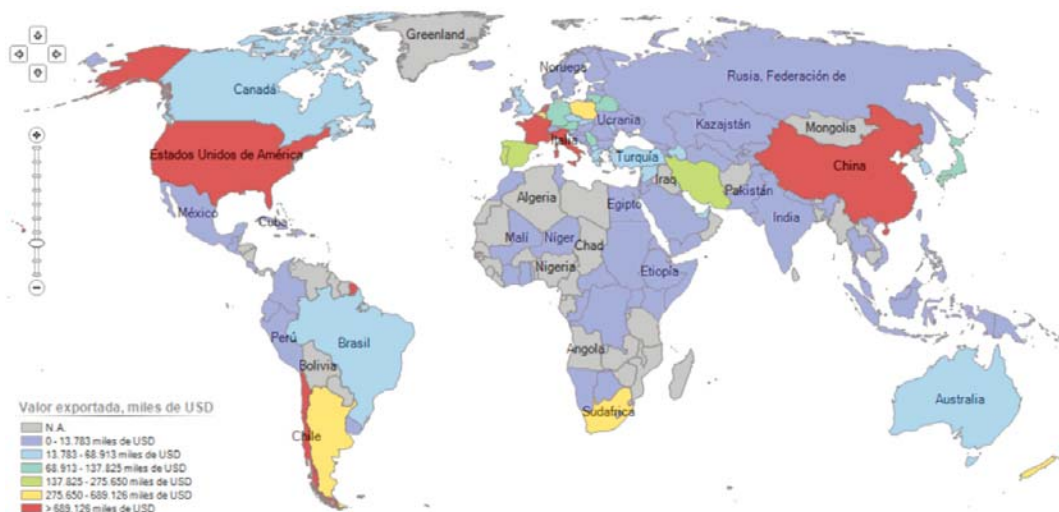 Greenland
Noruega
Rusia, Federación de
Canadá
Ucrania
Kazajstán
Mongolia
Italia
Estados Unidos de América
Turquía
China
Iraq
Pakistán
Argelia
México
Egipto
India
Cuba
Malí
Níger
Chad
Nigeria
Etiopía
Perú
Brasil
Angola
Bolivia
Sudáfrica
Australia
Chile
Valor exportada, miles de USD
N.A.
0 - 13.783 miles de USD
13.783 - 68.913 miles de USD
68.913 - 137.825 miles de USD
137.825 - 275.650 miles de USD
275.650 - 689.126 miles de USD
> 689.126 miles de USD